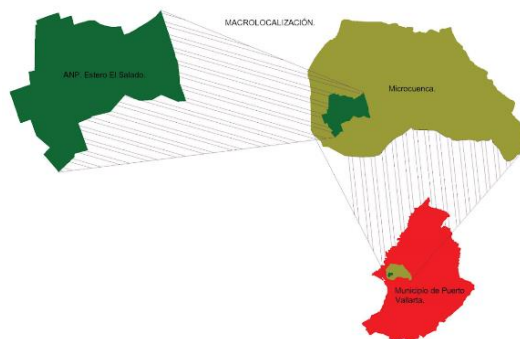 MACROLOCALIZACIÓN.
ANP. Estero El Salado.
Microcuenca.
Municipio de Puerto
Vallarta.